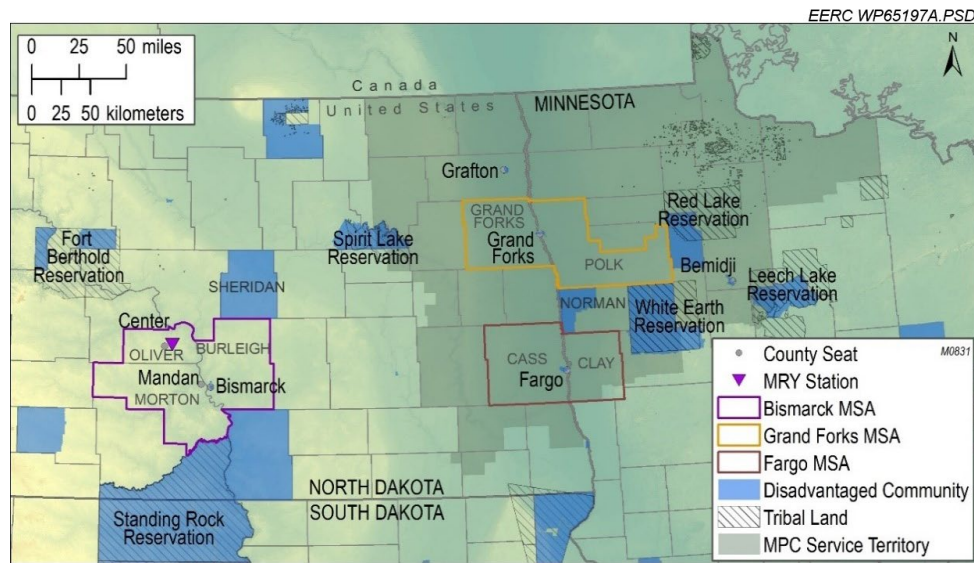 EERC WP65197A.PSD
0 25 50 miles
0 25 50
kilometers
N
Canada
United States
MINNESOTA
Grafton
GRAND
FORKS
Grand
Forks
Red Lake
Reservation
Fort
Berthold
Reservation
Spirit Lake
Reservation
POLK
Bemidji
Leech Lake
Reservation
SHERIDAN
NORMAN
White Earth
Reservation
Center
OLIVER
BURLEIGH
Mandan
Bismarck
MORTON
CASS
CLAY
Fargo
NORTH DAKOTA
SOUTH DAKOTA
Standing Rock
Reservation
M0831
County Seat
MRY Station
Bismarck MSA
Grand Forks MSA
Fargo MSA
Disadvantaged Community
Tribal Land
MPC Service Territory